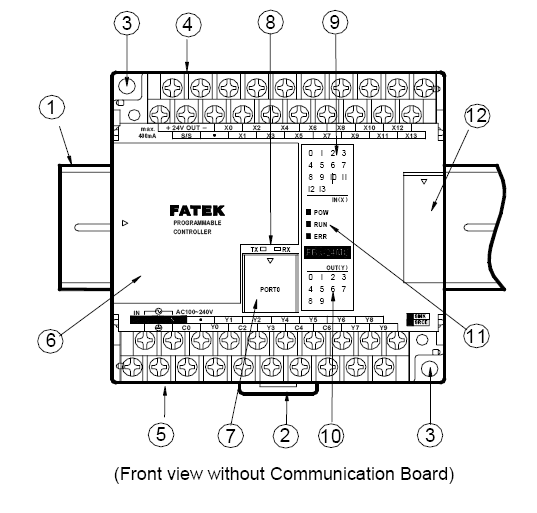 8 9
3 4
1
12
max. + 24V OUT − X0 X2 X4 X6 X8 X10 X12
400mA S/S • X1 X3 X5 X7 X9 X11 X13
0 1 2 3
4 5 6 7
8 9 10 11
12 13
IN(X)
FATEK
PROGRAMMABLE
CONTROLLER
POW
RUN
ERR
TX RX
OUT(Y)
PORT0
0 1 2 3
4 5 6 7
8 9
6
11
IN AC100~240V • Y1 Y2 Y4 Y5 Y6 Y8
C0 Y0 C2 Y3 C4 C6 Y7 Y9
5 7 2 10 3
(Front view without Communication Board)